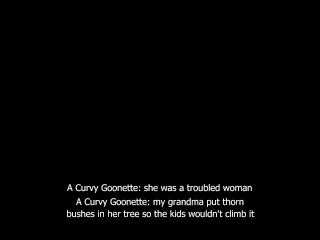 A Curvy Goonette: she was a troubled woman
A Curvy Goonette: my grandma put thorn
bushes in her tree so the kids wouldn't climb it